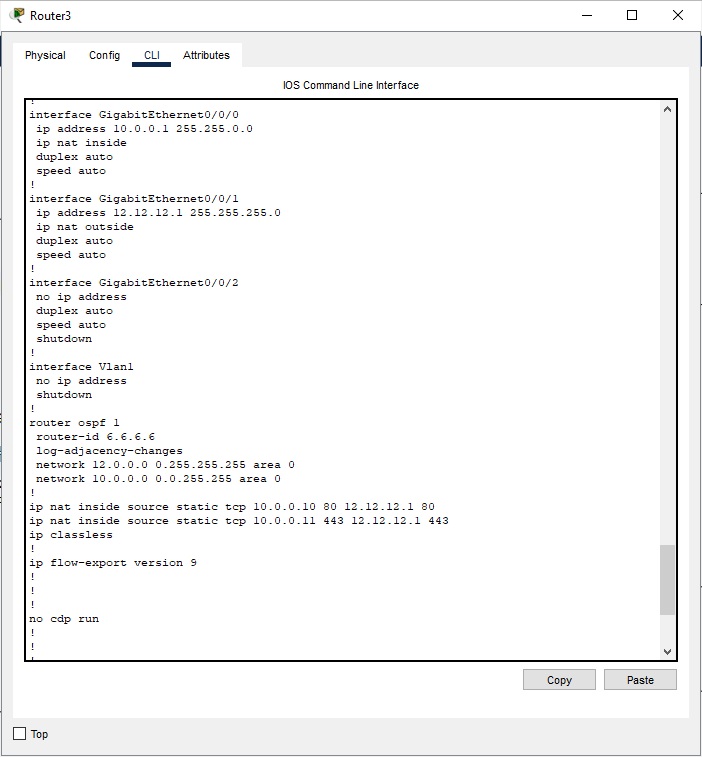 Router3
Physical Config CLI Attributes
IOS Command Line Interface
!
interface GigabitEthernet0/0/0
ip address 10.0.0.1 255.255.0.0
ip nat inside
duplex auto
speed auto
!
interface GigabitEthernet0/0/1
ip address 12.12.12.1 255.255.255.0
ip nat outside
duplex auto
speed auto
!
interface GigabitEthernet0/0/2
no ip address
duplex auto
speed auto
shutdown
!
interface Vlan1
no ip address
shutdown
!
router ospf 1
router-id 6.6.6.6
log-adjacency-changes
network 12.0.0.0 0.255.255.255 area 0
network 10.0.0.0 0.0.255.255 area 0
!
ip nat inside source static tcp 10.0.0.10 80 12.12.12.1 80
ip nat inside source static tcp 10.0.0.11 443 12.12.12.1 443
ip classless
!
ip flow-export version 9
!
!
!
no cdp run
!
!
!
Copy Paste
Top